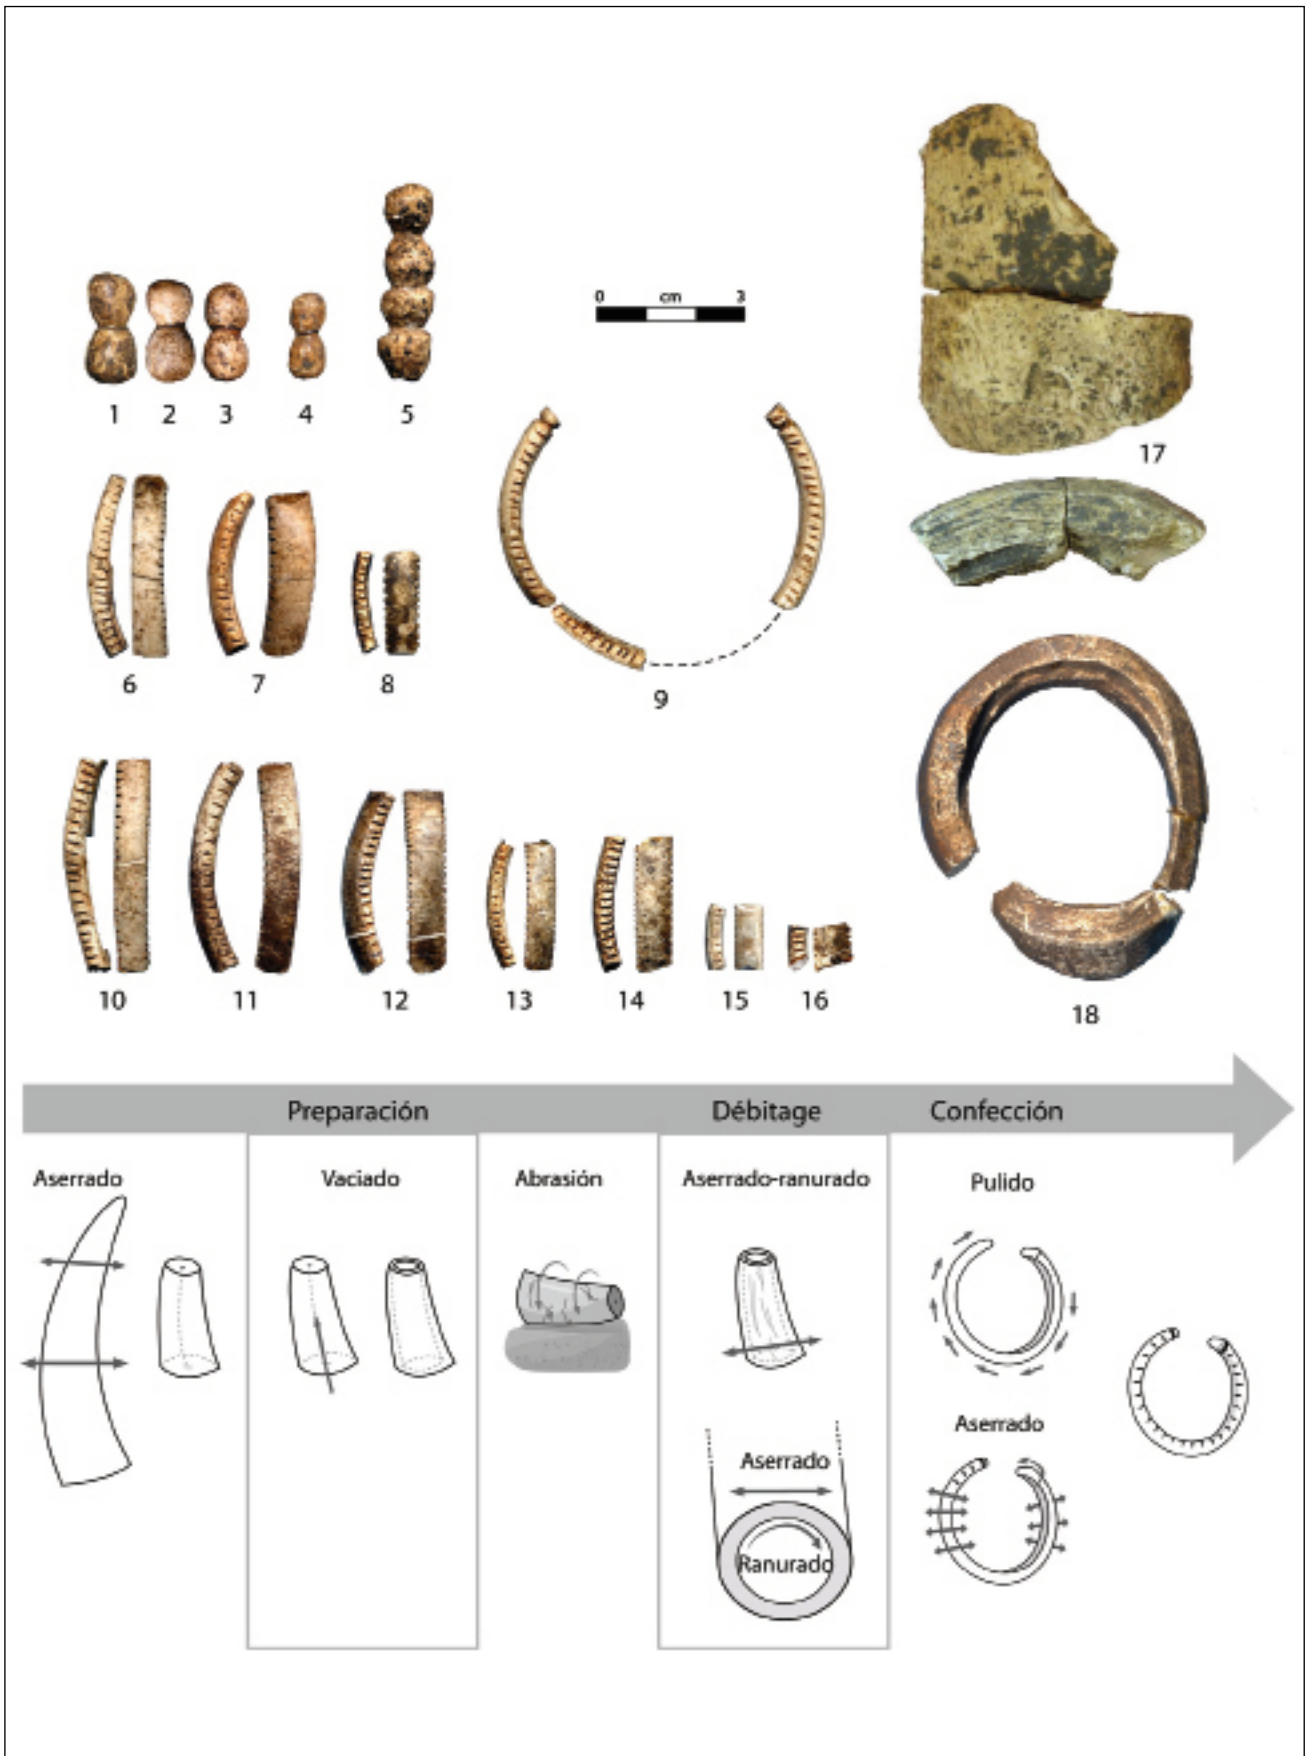 0 cm 3
1 2 3 4 5
17
6 7 8 9
10 11 12 13 14 15 16
18
Preparación Débitage Confección
Aserrado Vaciado Abrasión Aserrado-ranurado Pulido
Aserrado
Aserrado
Ranurado